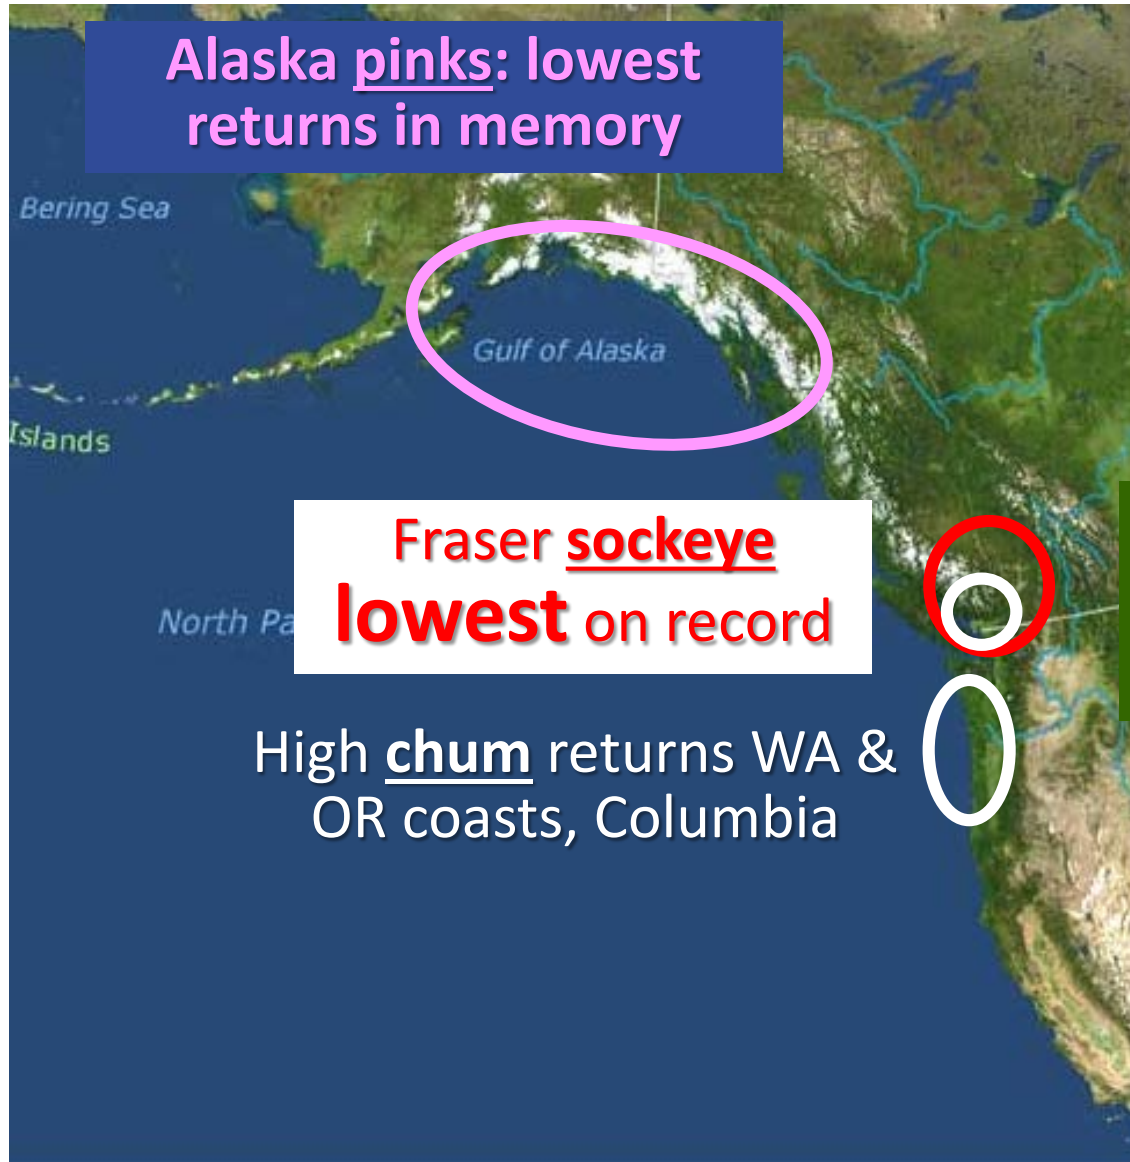 Alaska pinks: lowest
returns in memory
Bering Sea
Gulf of Alaska
Islands
Fraser sockeye
lowest on record
North Pa
High chum returns WA &
OR coasts, Columbia